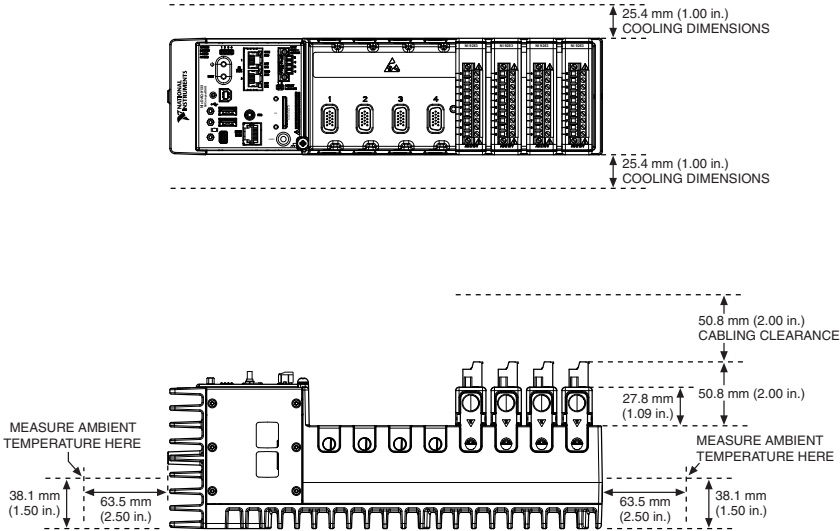 25.4 mm (1.00 in.)
COOLING DIMENSIONS
NATIONAL
INSTRUMENTS
1
2
3
4
25.4 mm (1.00 in.)
COOLING DIMENSIONS
50.8 mm (2.00 in.)
CABLING CLEARANCE
27.8 mm
(1.09 in.)
50.8 mm (2.00 in.)
MEASURE AMBIENT
TEMPERATURE HERE
MEASURE AMBIENT
TEMPERATURE HERE
38.1 mm
(1.50 in.)
63.5 mm
(2.50 in.)
63.5 mm
(2.50 in.)
38.1 mm
(1.50 in.)